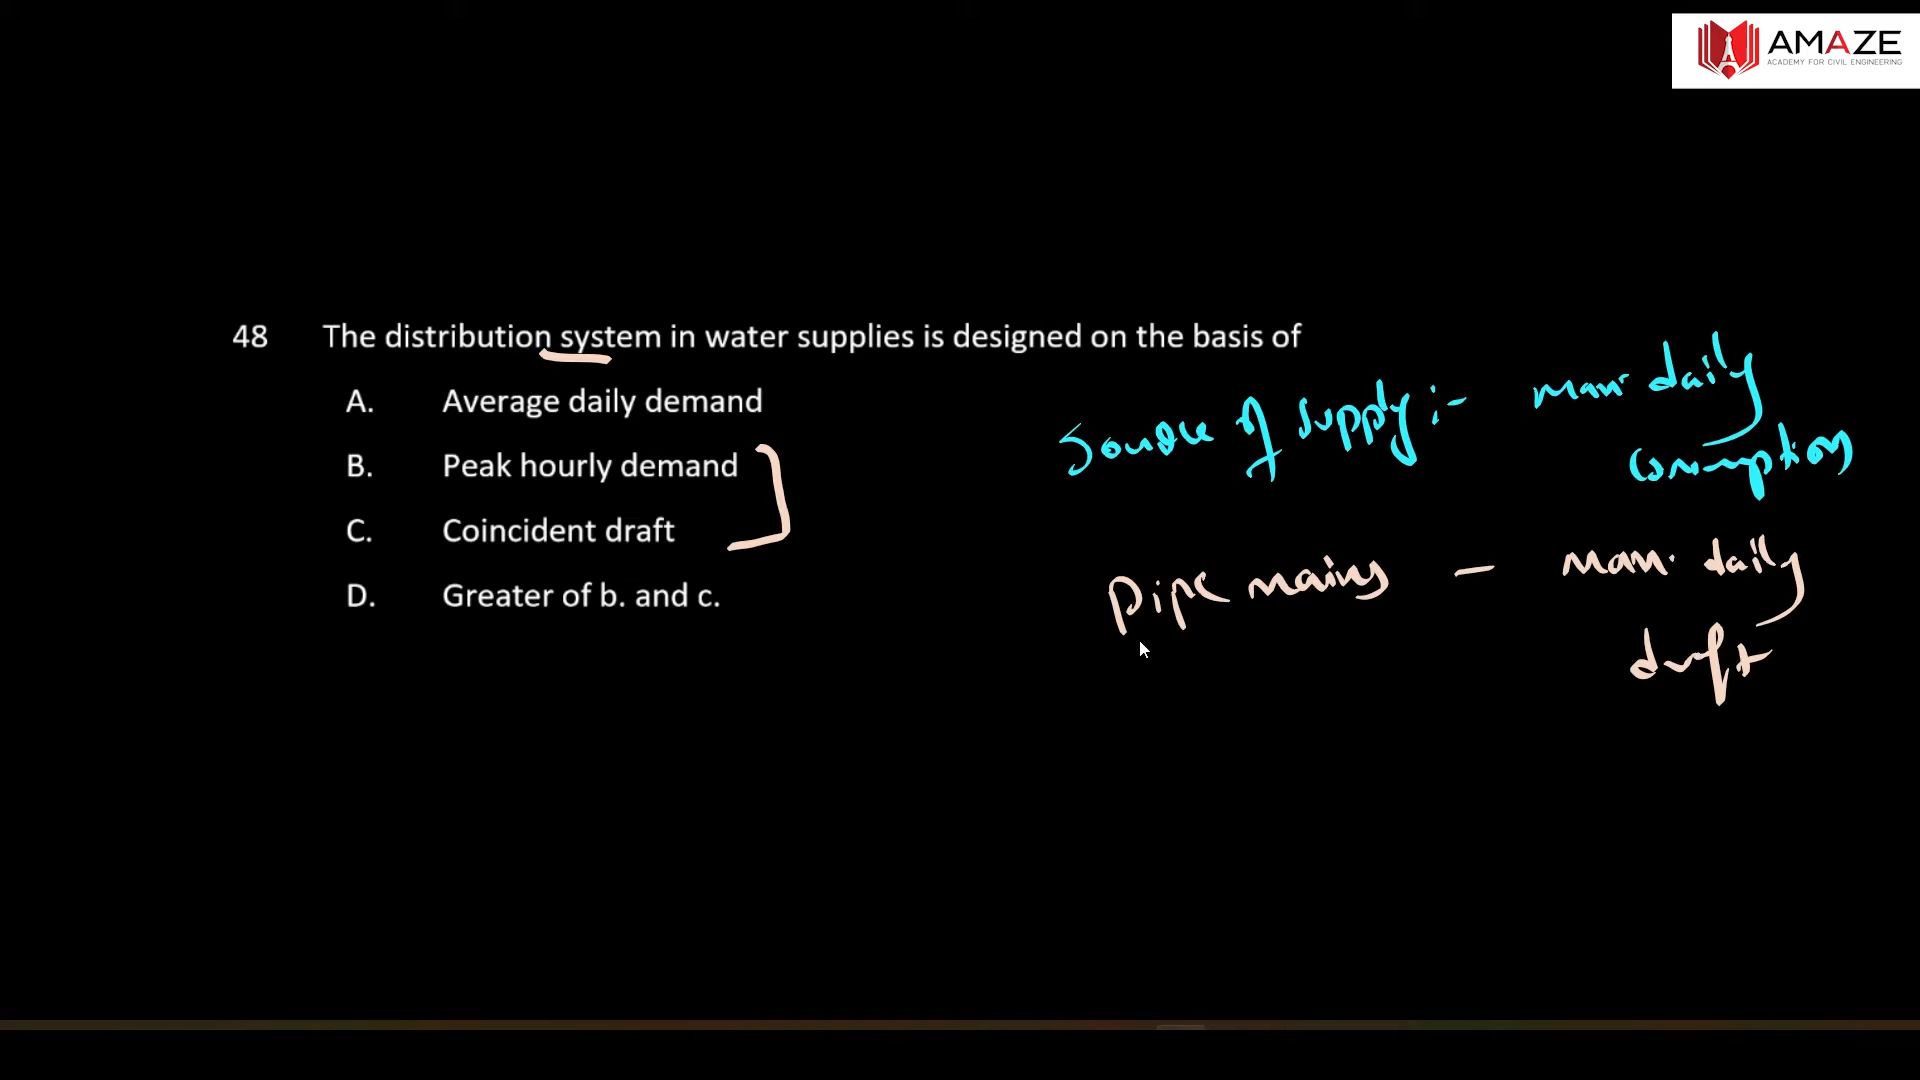 AMAZE
ACADEMY FOR CIVIL ENGINEERING
48 The distribution system in water supplies is designed on the basis of
A. Average daily demand
B. Peak hourly demand
C. Coincident draft
D. Greater of b. and c.
Source of supply :- max. daily
consumption
Pipe mains - max. daily
draft